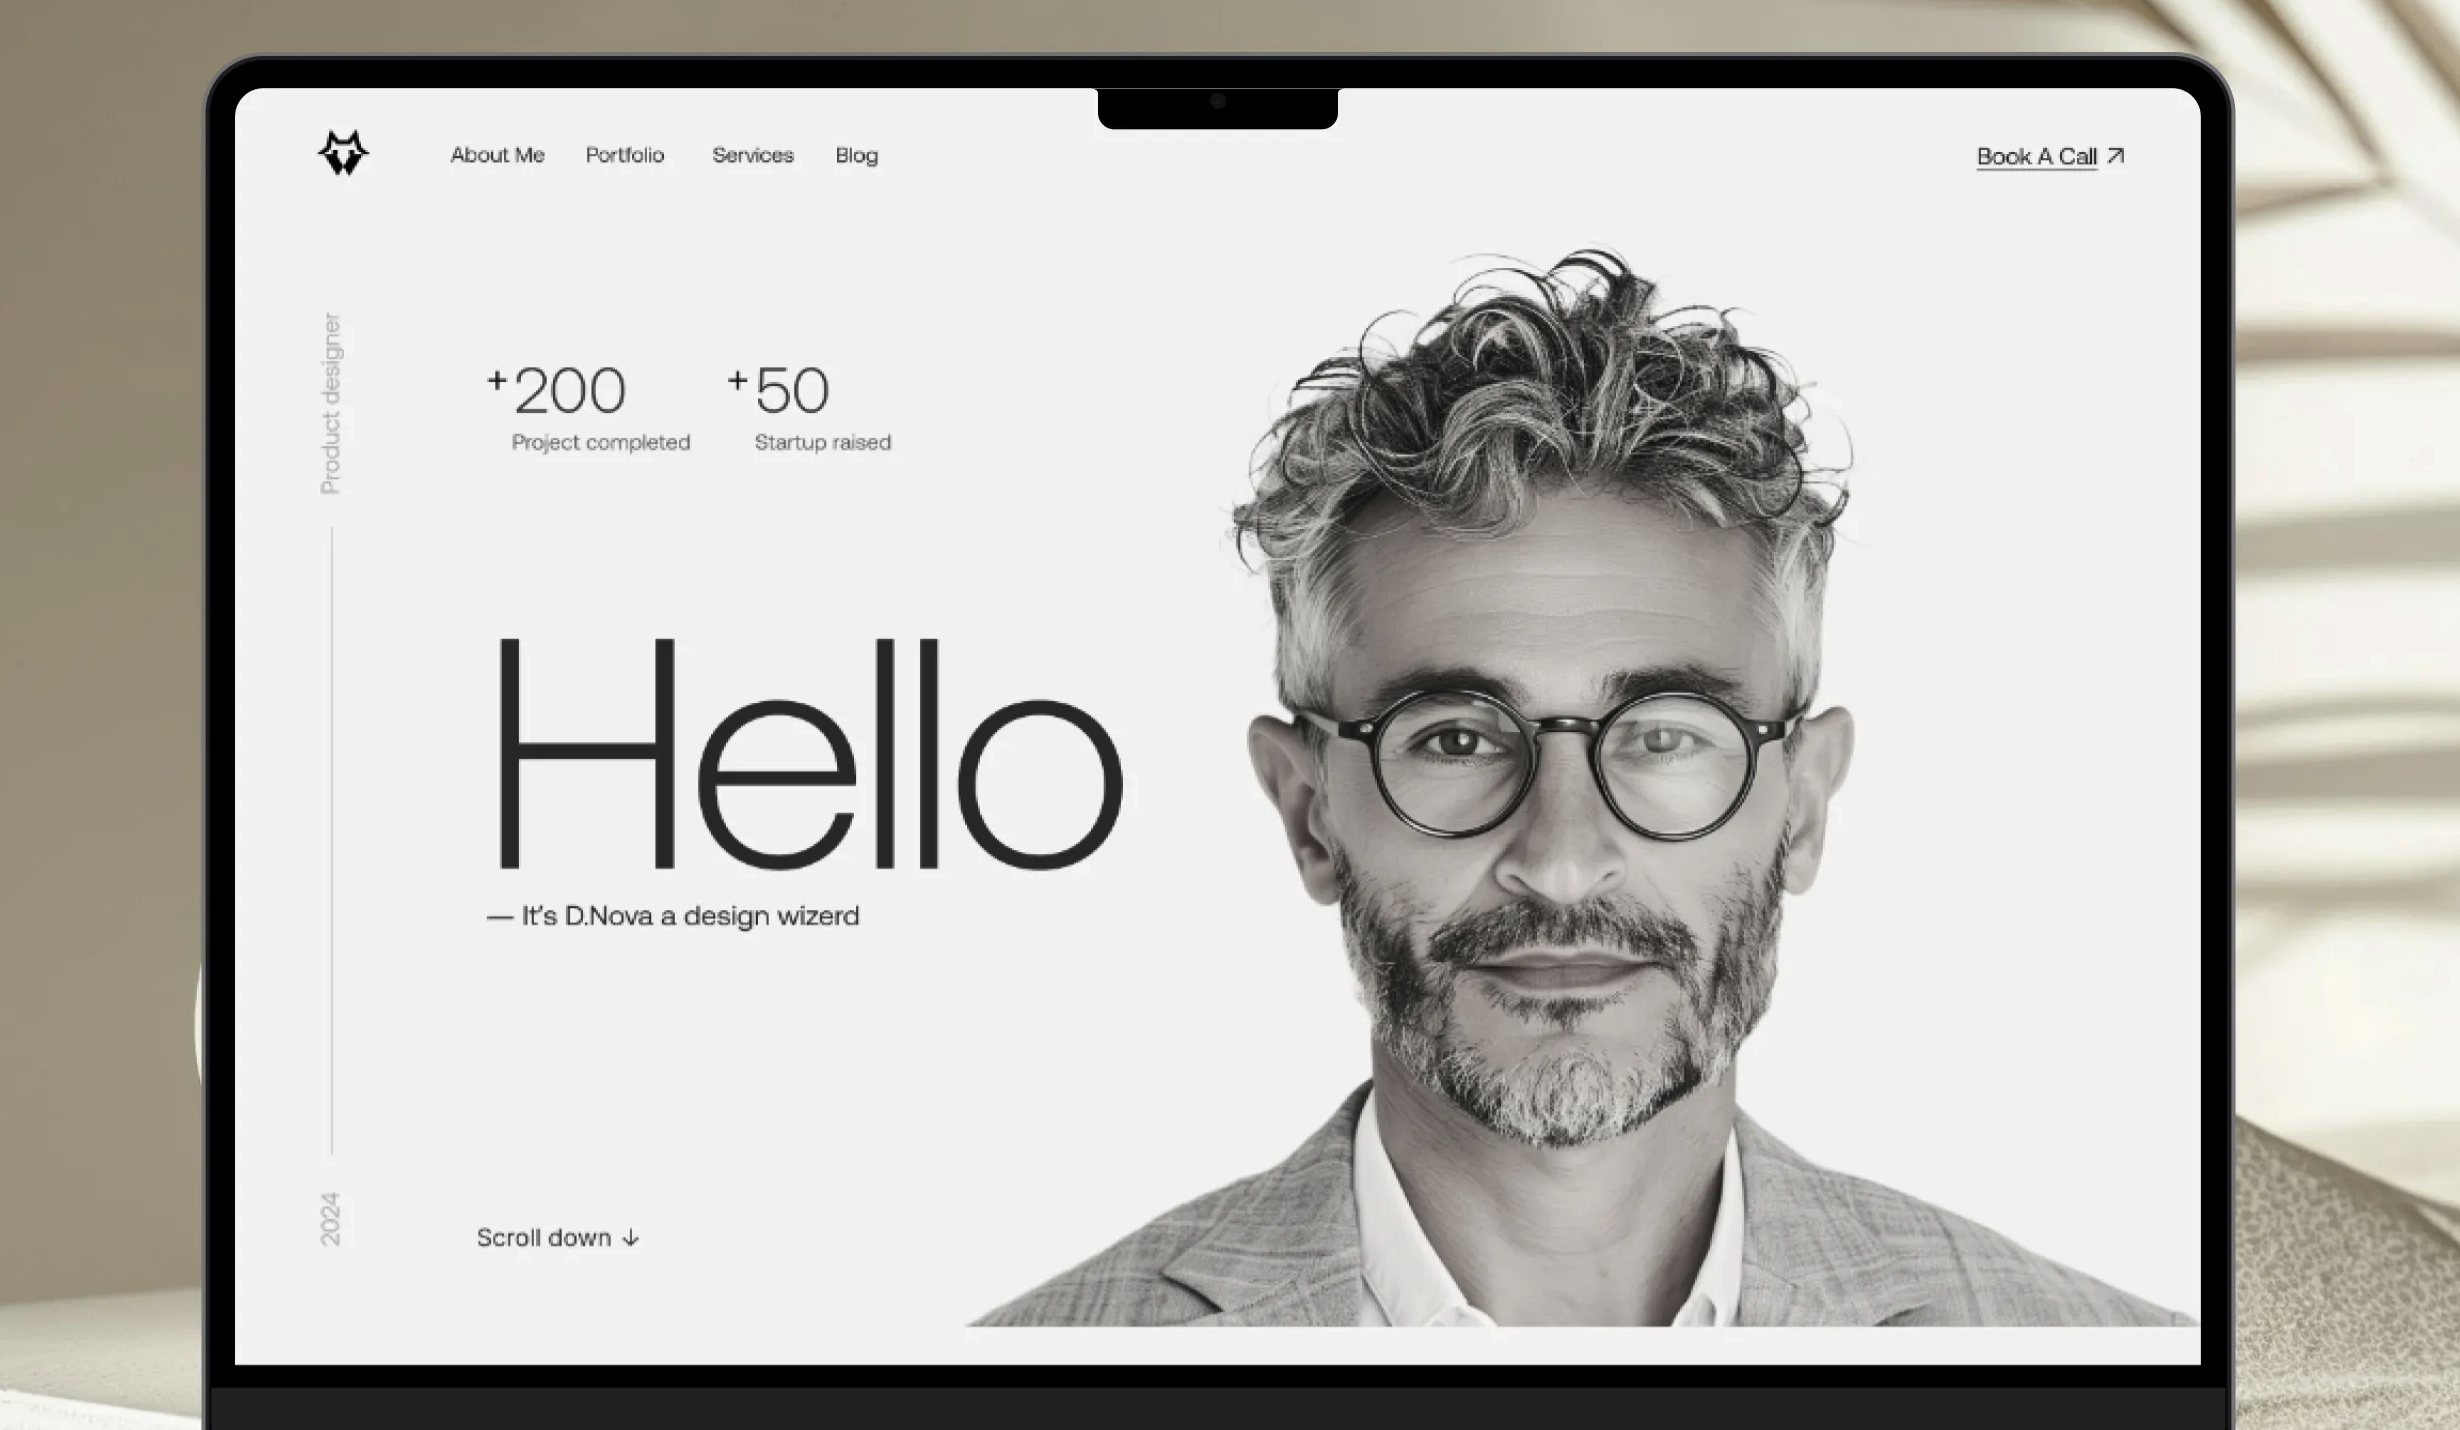 About Me Portfolio Services Blog
Book A Call ↗
Product designer
+200
Project completed
+50
Startup raised
Hello
— It's D.Nova a design wizerd
2024
Scroll down ↓